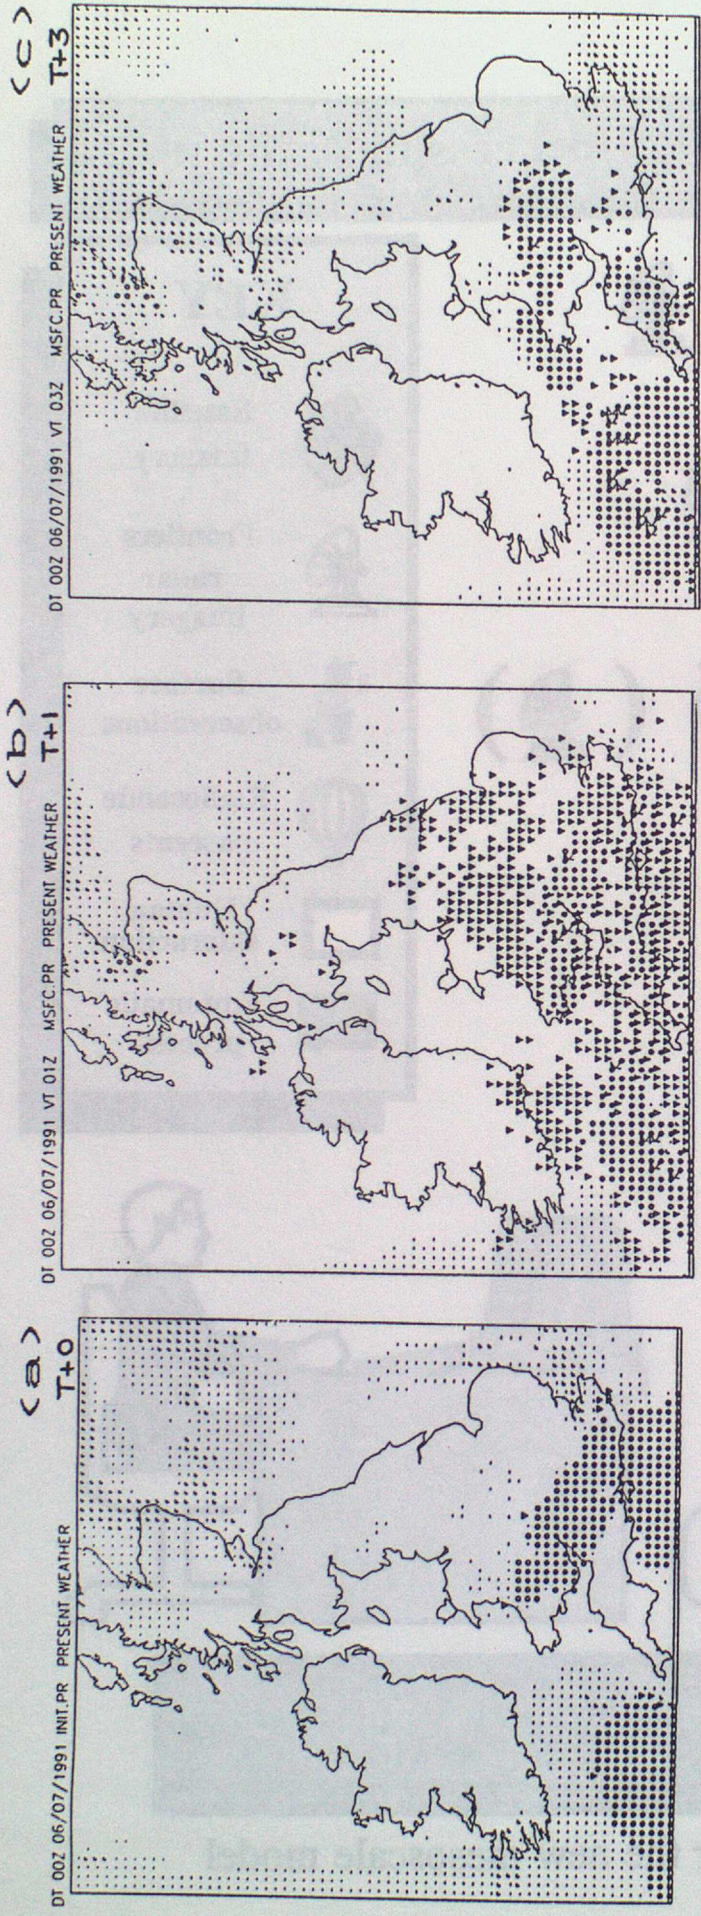 (a)
T+0
DT 00Z 06/07/1991 INIT.PR PRESENT WEATHER
(b)
T+1
DT 00Z 06/07/1991 VT 01Z MSFC.PR PRESENT WEATHER
(c)
T+3
DT 00Z 06/07/1991 VT 03Z MSFC.PR PRESENT WEATHER